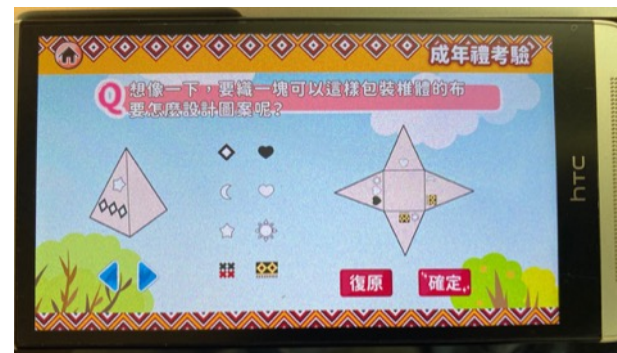 成年禮考驗
Q 想像一下，要織一塊可以這樣包裝椎體的布
要怎麼設計圖案呢？
復原
確定
hTC